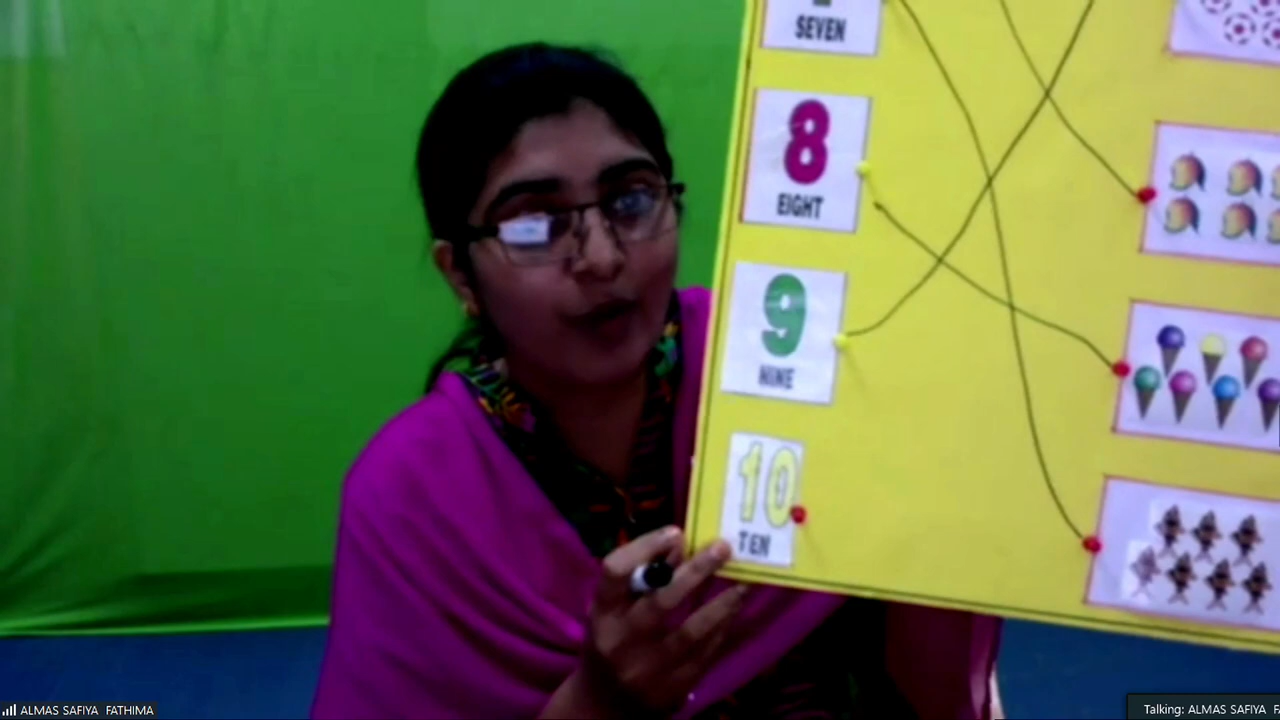 SEVEN
8
EIGHT
9
NINE
10
TEN
ALMAS SAFIYA FATHIMA
Talking: ALMAS SAFIYA